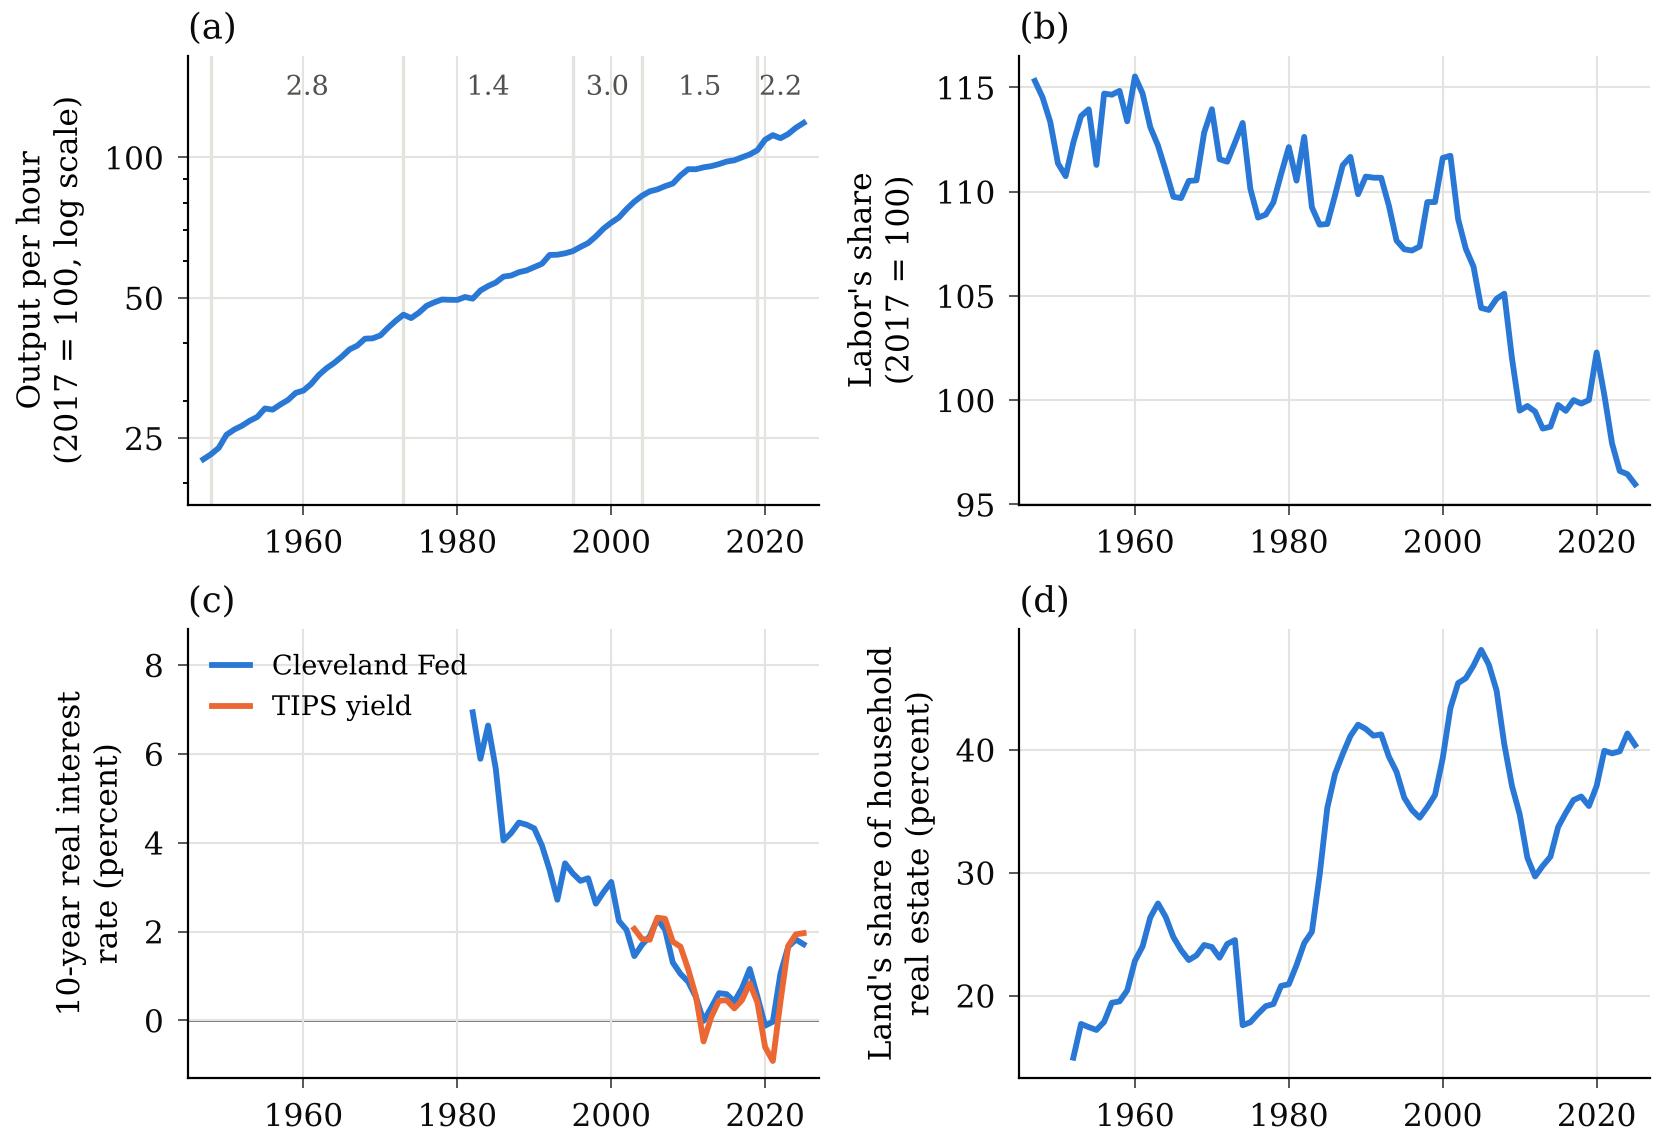 (a)
Output per hour
(2017 = 100, log scale)
2.8
1.4
3.0
1.5
2.2
100
50
25
1960
1980
2000
2020
(b)
Labor's share
(2017 = 100)
115
110
105
100
95
1960
1980
2000
2020
(c)
10-year real interest
rate (percent)
8
6
4
2
0
Cleveland Fed
TIPS yield
1960
1980
2000
2020
(d)
Land's share of household
real estate (percent)
40
30
20
1960
1980
2000
2020